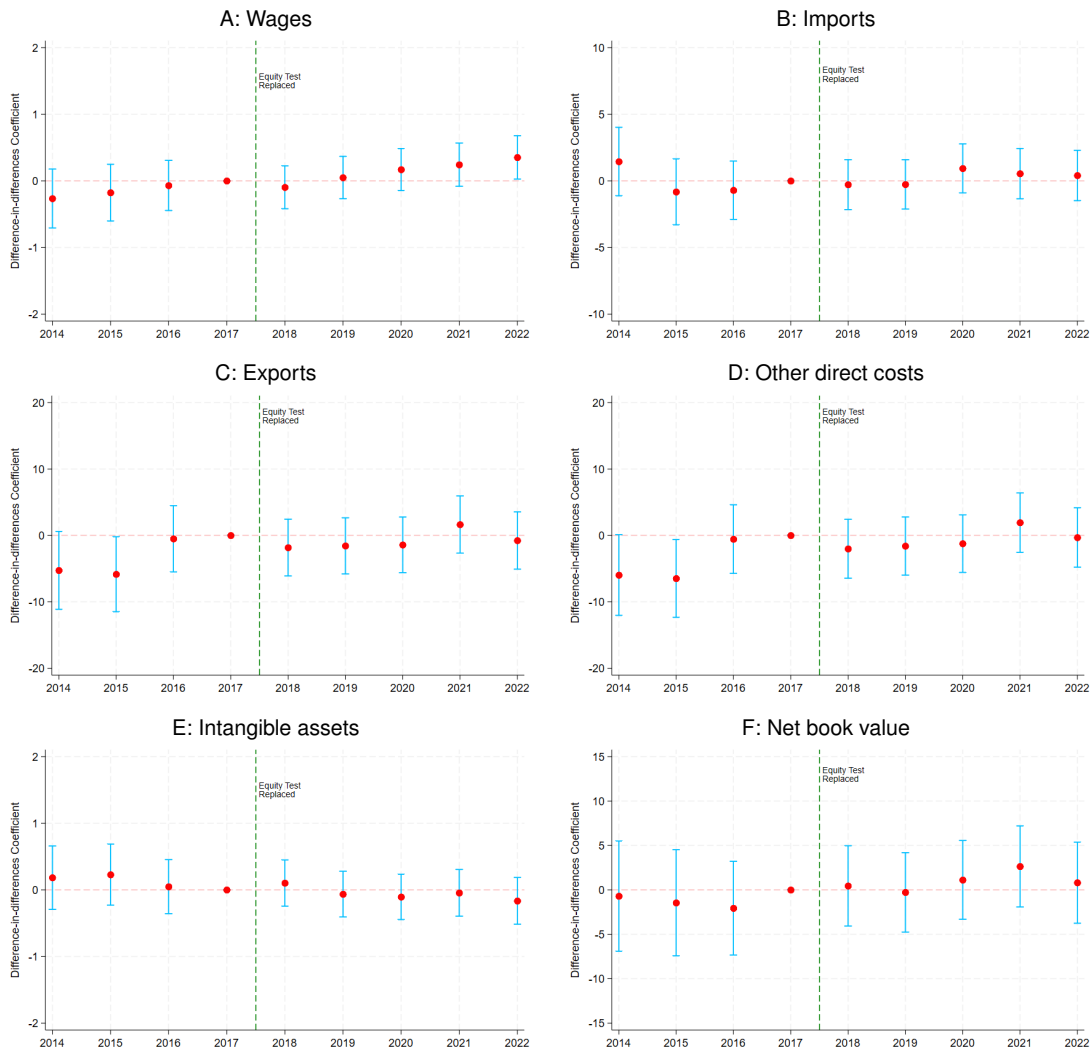 A: Wages
Difference-in-differences Coefficient
2
1
0
-1
-2
Equity Test
Replaced
2014 2015 2016 2017 2018 2019 2020 2021 2022
B: Imports
Difference-in-differences Coefficient
10
5
0
-5
-10
Equity Test
Replaced
2014 2015 2016 2017 2018 2019 2020 2021 2022
C: Exports
Difference-in-differences Coefficient
20
10
0
-10
-20
Equity Test
Replaced
2014 2015 2016 2017 2018 2019 2020 2021 2022
D: Other direct costs
Difference-in-differences Coefficient
20
10
0
-10
-20
Equity Test
Replaced
2014 2015 2016 2017 2018 2019 2020 2021 2022
E: Intangible assets
Difference-in-differences Coefficient
2
1
0
-1
-2
Equity Test
Replaced
2014 2015 2016 2017 2018 2019 2020 2021 2022
F: Net book value
Difference-in-differences Coefficient
15
10
5
0
-5
-10
-15
Equity Test
Replaced
2014 2015 2016 2017 2018 2019 2020 2021 2022